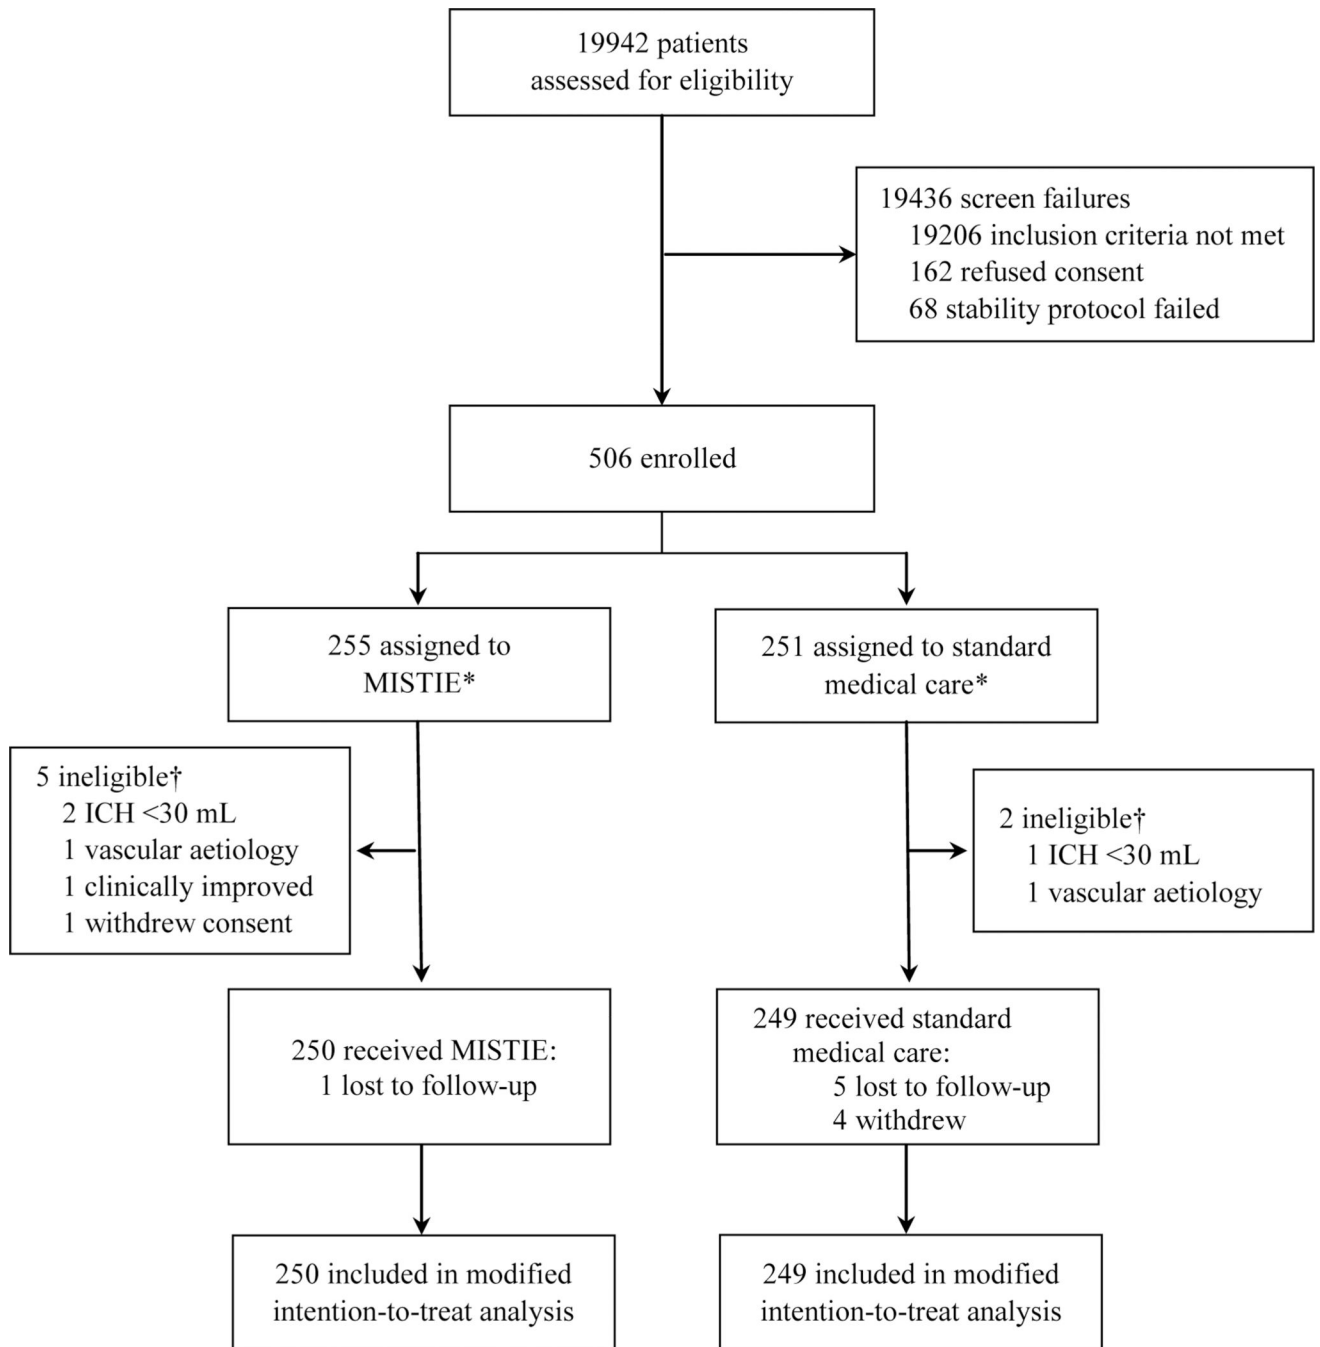 19942 patients
assessed for eligibility
19436 screen failures
19206 inclusion criteria not met
162 refused consent
68 stability protocol failed
506 enrolled
255 assigned to
MISTIE*
251 assigned to standard
medical care*
5 ineligible†
2 ICH <30 mL
1 vascular aetiology
1 clinically improved
1 withdrew consent
2 ineligible†
1 ICH <30 mL
1 vascular aetiology
250 received MISTIE:
1 lost to follow-up
249 received standard
medical care:
5 lost to follow-up
4 withdrew
250 included in modified
intention-to-treat analysis
249 included in modified
intention-to-treat analysis